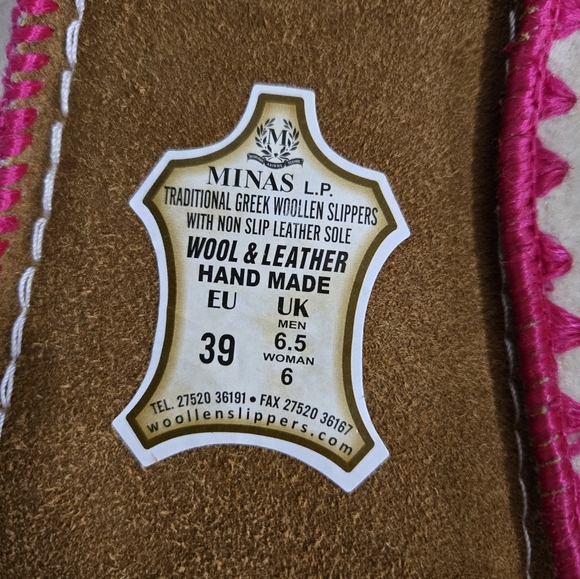 M
MINAS L.P.
TRADITIONAL GREEK WOOLLEN SLIPPERS
WITH NON SLIP LEATHER SOLE
WOOL & LEATHER
HAND MADE
EU UK
MEN
39 6.5
WOMAN
6
TEL. 27520 36191 • FAX 27520 36167
woollenslippers.com